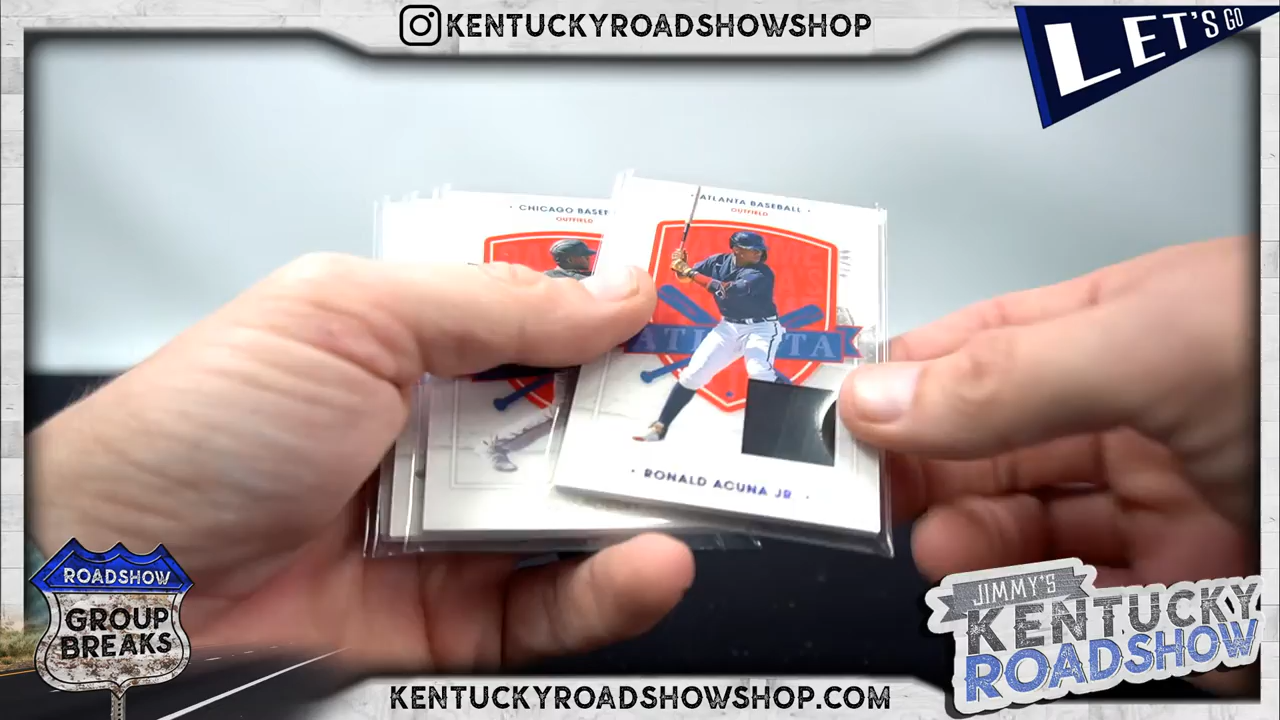 KENTUCKYROADSHOWSHOP
LET'S GO
CHICAGO BASE
OUTFIELD
ATLANTA BASEBALL
OUTFIELD
RONALD ACUNA JR
ROADSHOW
GROUP
BREAKS
JIMMY'S
KENTUCKY
ROADSHOW
KENTUCKYROADSHOWSHOP.COM